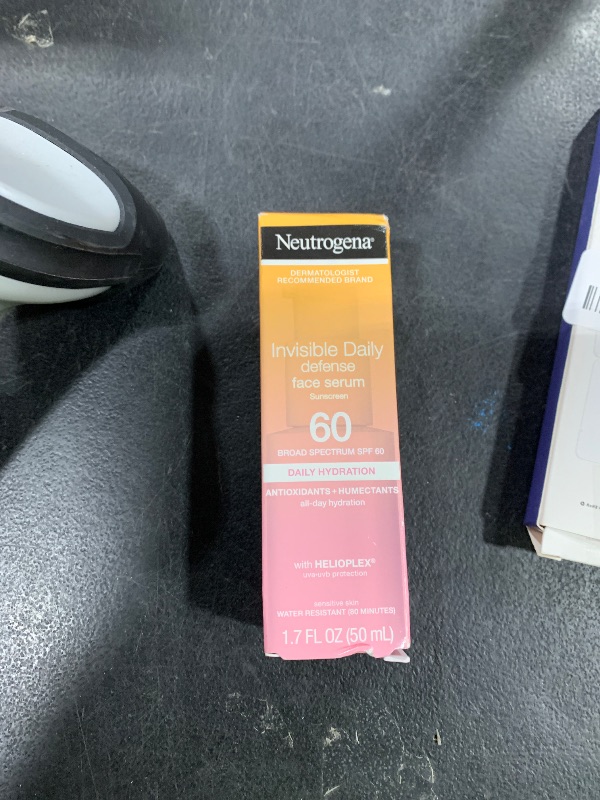 Neutrogena®
DERMATOLOGIST
RECOMMENDED BRAND
Invisible Daily
defense
face serum
Sunscreen
60
BROAD SPECTRUM SPF 60
DAILY HYDRATION
ANTIOXIDANTS + HUMECTANTS
all-day hydration
with HELIOPLEX®
uva•uvb protection
sensitive skin
WATER RESISTANT (80 MINUTES)
1.7 FL OZ (50 mL)